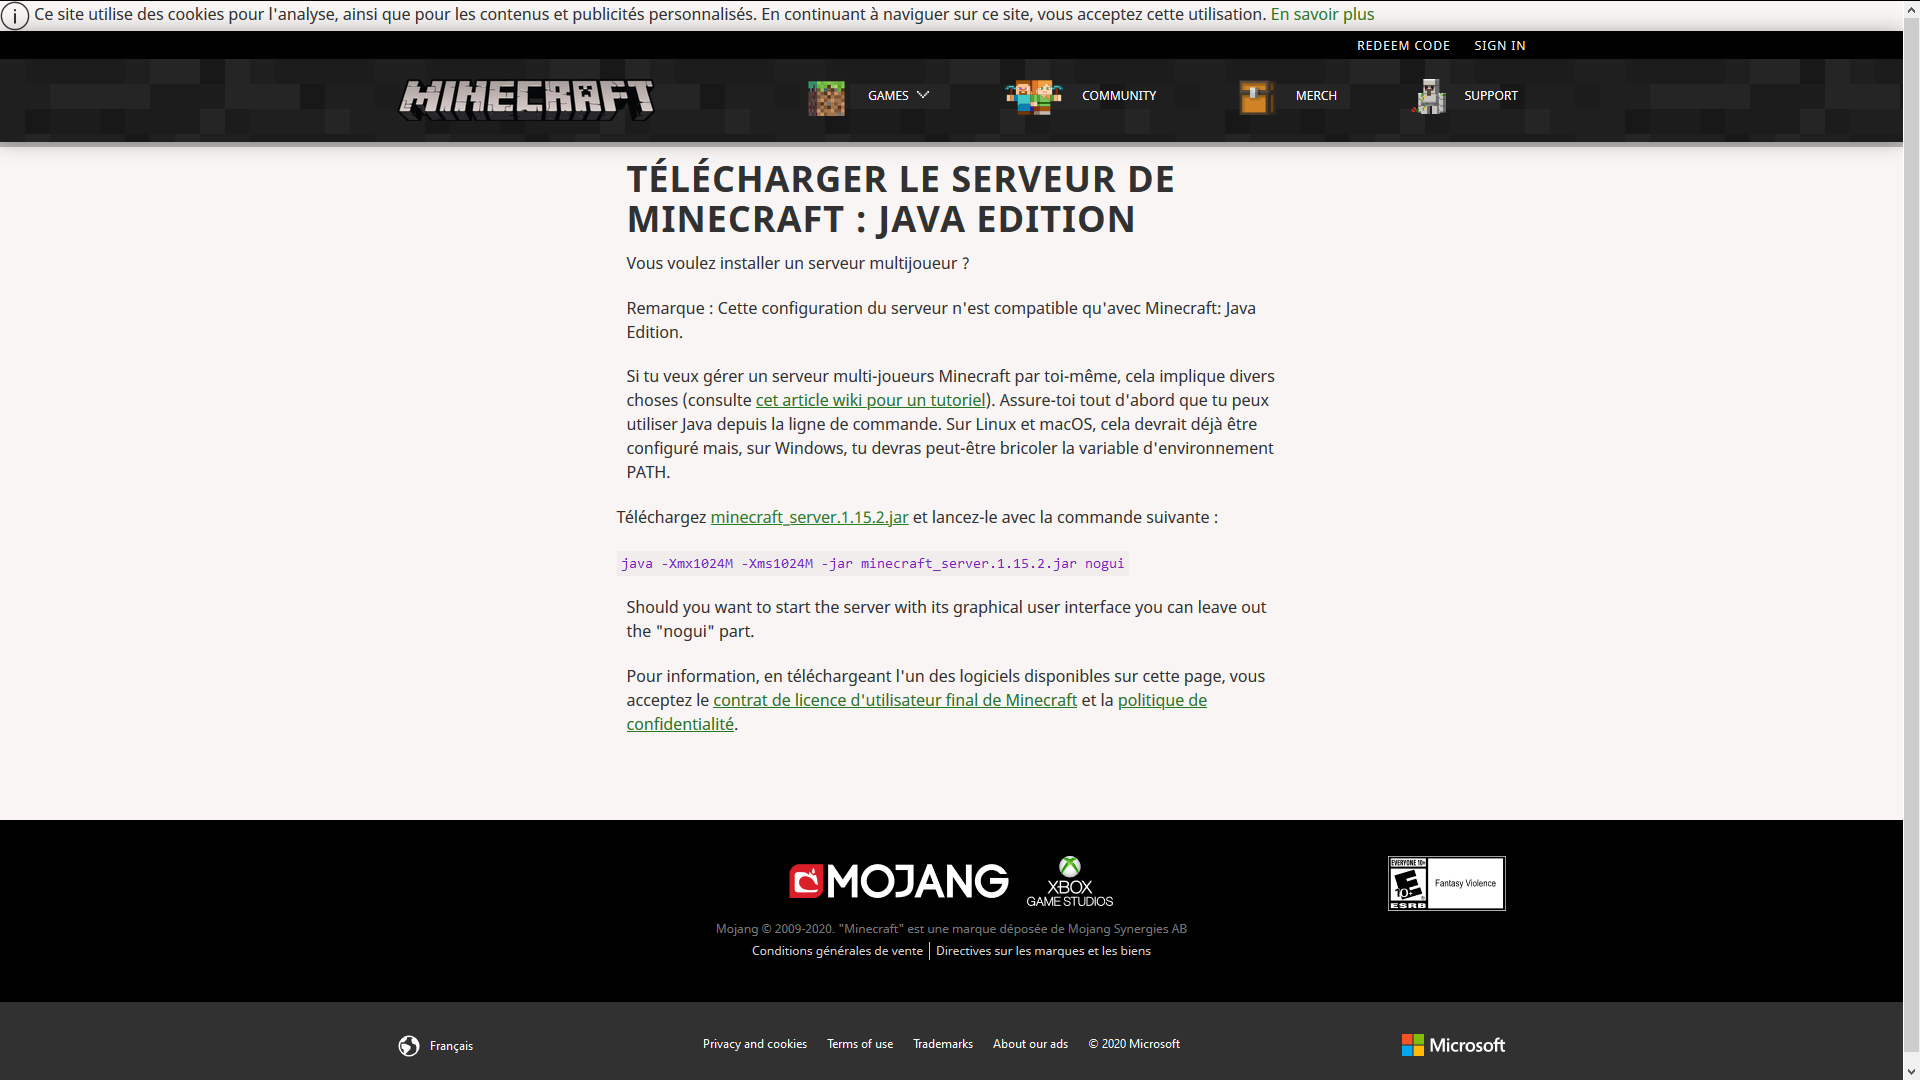 Ce site utilise des cookies pour l'analyse, ainsi que pour les contenus et publicités personnalisés. En continuant à naviguer sur ce site, vous acceptez cette utilisation. En savoir plus
REDEEM CODE SIGN IN
MINECRAFT GAMES COMMUNITY MERCH SUPPORT
TÉLÉCHARGER LE SERVEUR DE
MINECRAFT : JAVA EDITION
Vous voulez installer un serveur multijoueur ?
Remarque : Cette configuration du serveur n'est compatible qu'avec Minecraft: Java
Edition.
Si tu veux gérer un serveur multi-joueurs Minecraft par toi-même, cela implique divers
choses (consulte cet article wiki pour un tutoriel). Assure-toi tout d'abord que tu peux
utiliser Java depuis la ligne de commande. Sur Linux et macOS, cela devrait déjà être
configuré mais, sur Windows, tu devras peut-être bricoler la variable d'environnement
PATH.
Téléchargez minecraft_server.1.15.2.jar et lancez-le avec la commande suivante :
java -Xmx1024M -Xms1024M -jar minecraft_server.1.15.2.jar nogui
Should you want to start the server with its graphical user interface you can leave out
the "nogui" part.
Pour information, en téléchargeant l'un des logiciels disponibles sur cette page, vous
acceptez le contrat de licence d'utilisateur final de Minecraft et la politique de
confidentialité.
MOJANG
XBOX
GAME STUDIOS
EVERYONE 10+
E
10+
ESRB
Fantasy Violence
Mojang © 2009-2020. "Minecraft" est une marque déposée de Mojang Synergies AB
Conditions générales de vente Directives sur les marques et les biens
Français
Privacy and cookies Terms of use Trademarks About our ads © 2020 Microsoft
Microsoft